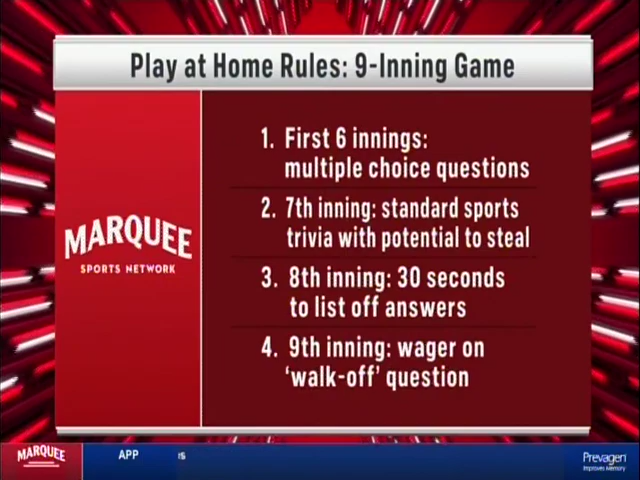 Play at Home Rules: 9-Inning Game
1. First 6 innings:
multiple choice questions
2. 7th inning: standard sports
trivia with potential to steal
3. 8th inning: 30 seconds
to list off answers
4. 9th inning: wager on
‘walk-off’ question
MARQUEE
SPORTS NETWORK
MARQUEE
APP
Prevagen
Improves Memory